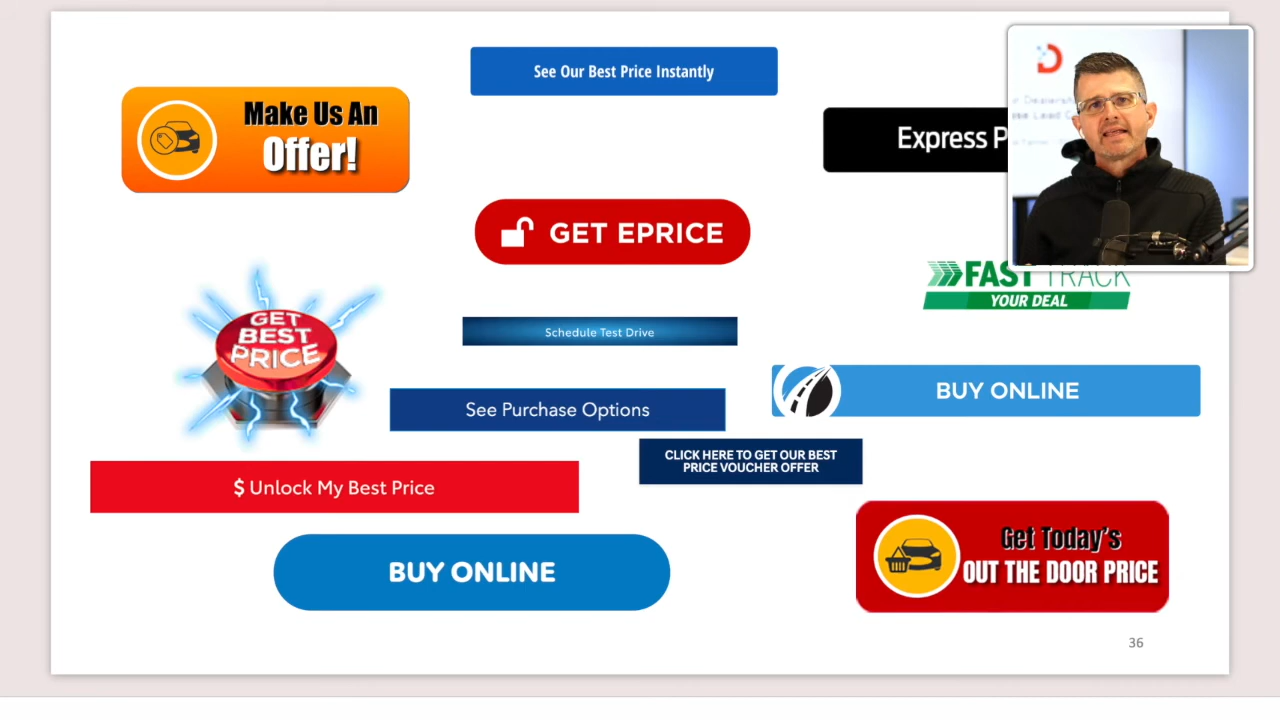 See Our Best Price Instantly
Make Us An
Offer!
Express P
GET EPRICE
FAST TRACK
YOUR DEAL
GET
BEST
PRICE
Schedule Test Drive
BUY ONLINE
See Purchase Options
CLICK HERE TO GET OUR BEST
PRICE VOUCHER OFFER
$ Unlock My Best Price
Get Today's
OUT THE DOOR PRICE
BUY ONLINE
36